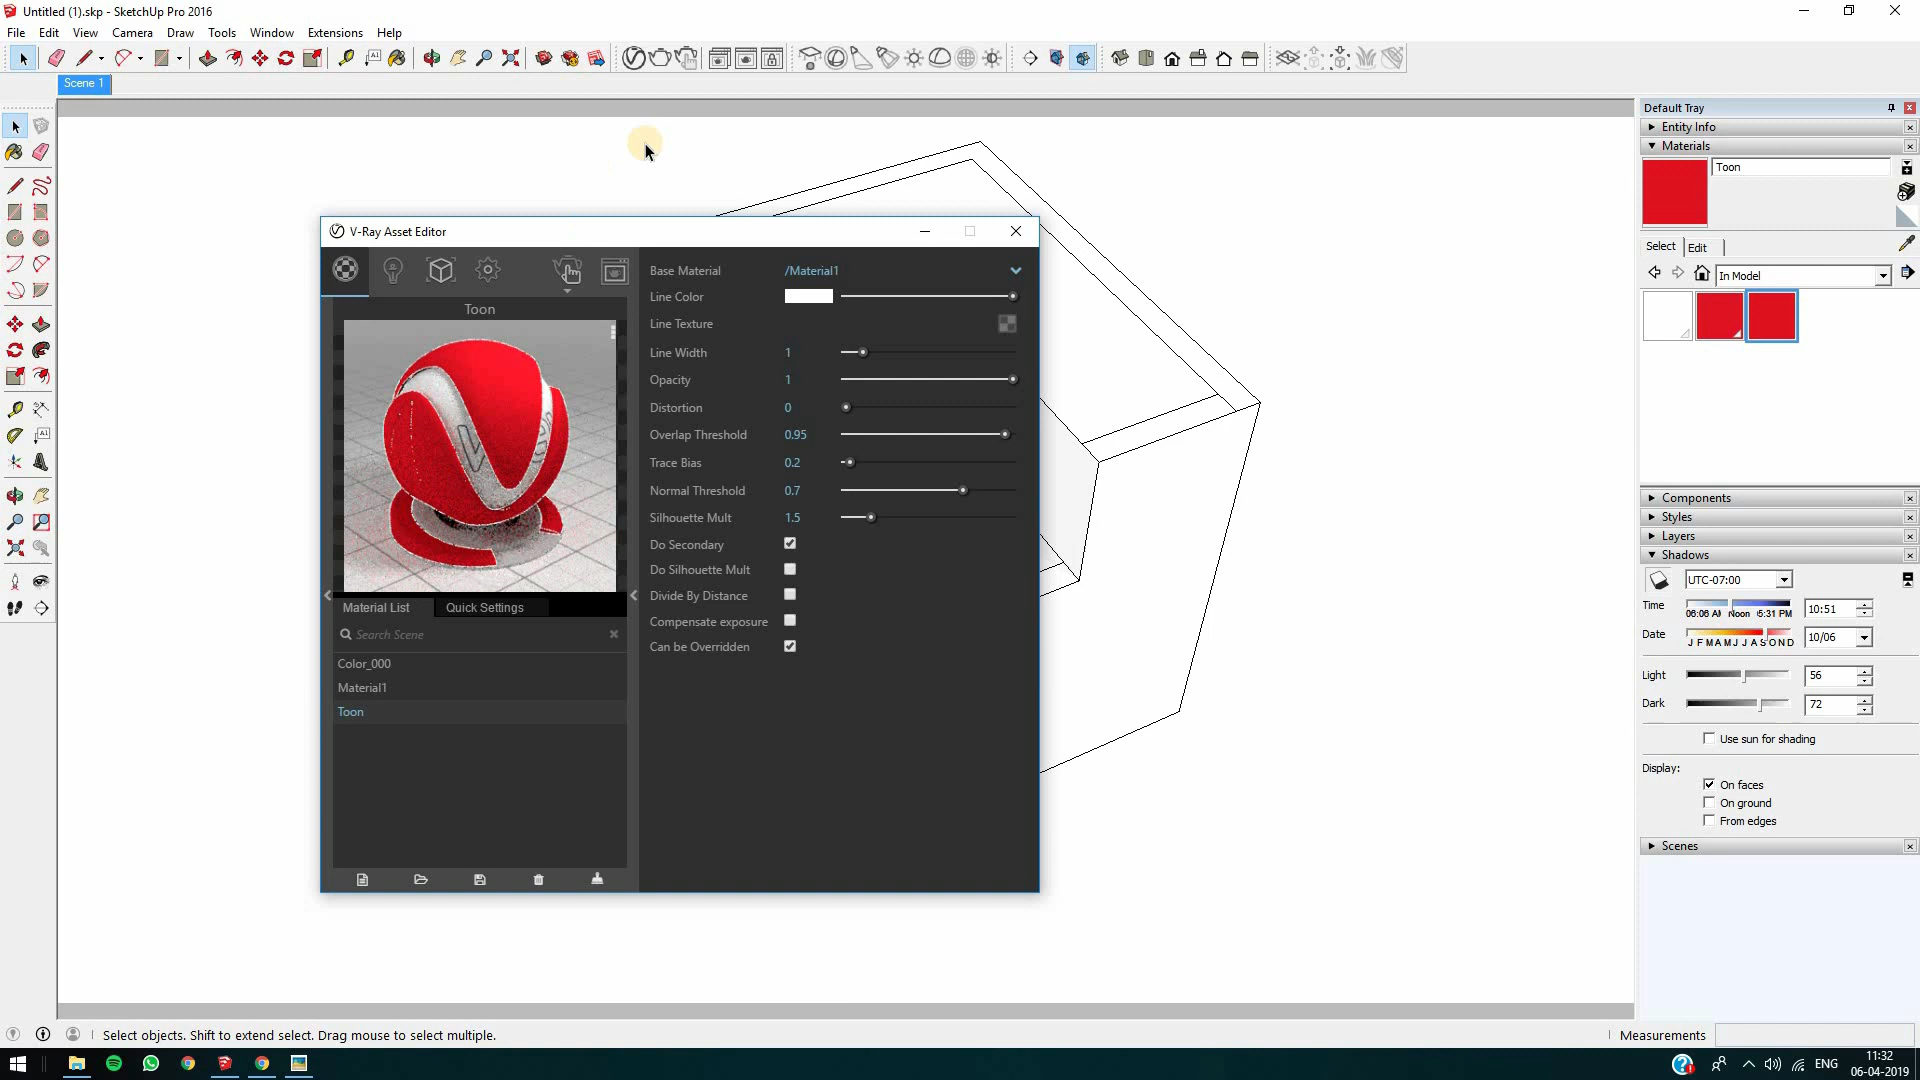 Untitled (1).skp - SketchUp Pro 2016
File Edit View Camera Draw Tools Window Extensions Help
Scene 1
V-Ray Asset Editor
Toon
Base Material /Material1
Line Color
Line Texture
Line Width 1
Opacity 1
Distortion 0
Overlap Threshold 0.95
Trace Bias 0.2
Normal Threshold 0.7
Silhouette Mult 1.5
Do Secondary
Do Silhouette Mult
Divide By Distance
Compensate exposure
Can be Overridden
Material List Quick Settings
Search Scene
Color_000
Material1
Toon
Default Tray
Entity Info
Materials
Toon
Select Edit
In Model
Components
Styles
Layers
Shadows
UTC-07:00
Time 06:06 AM Noon 05:31 PM 10:51
Date J F M A M J J A S O N D 10/06
Light 56
Dark 72
Use sun for shading
Display:
On faces
On ground
From edges
Scenes
Select objects. Shift to extend select. Drag mouse to select multiple.
Measurements
ENG
11:32
06-04-2019